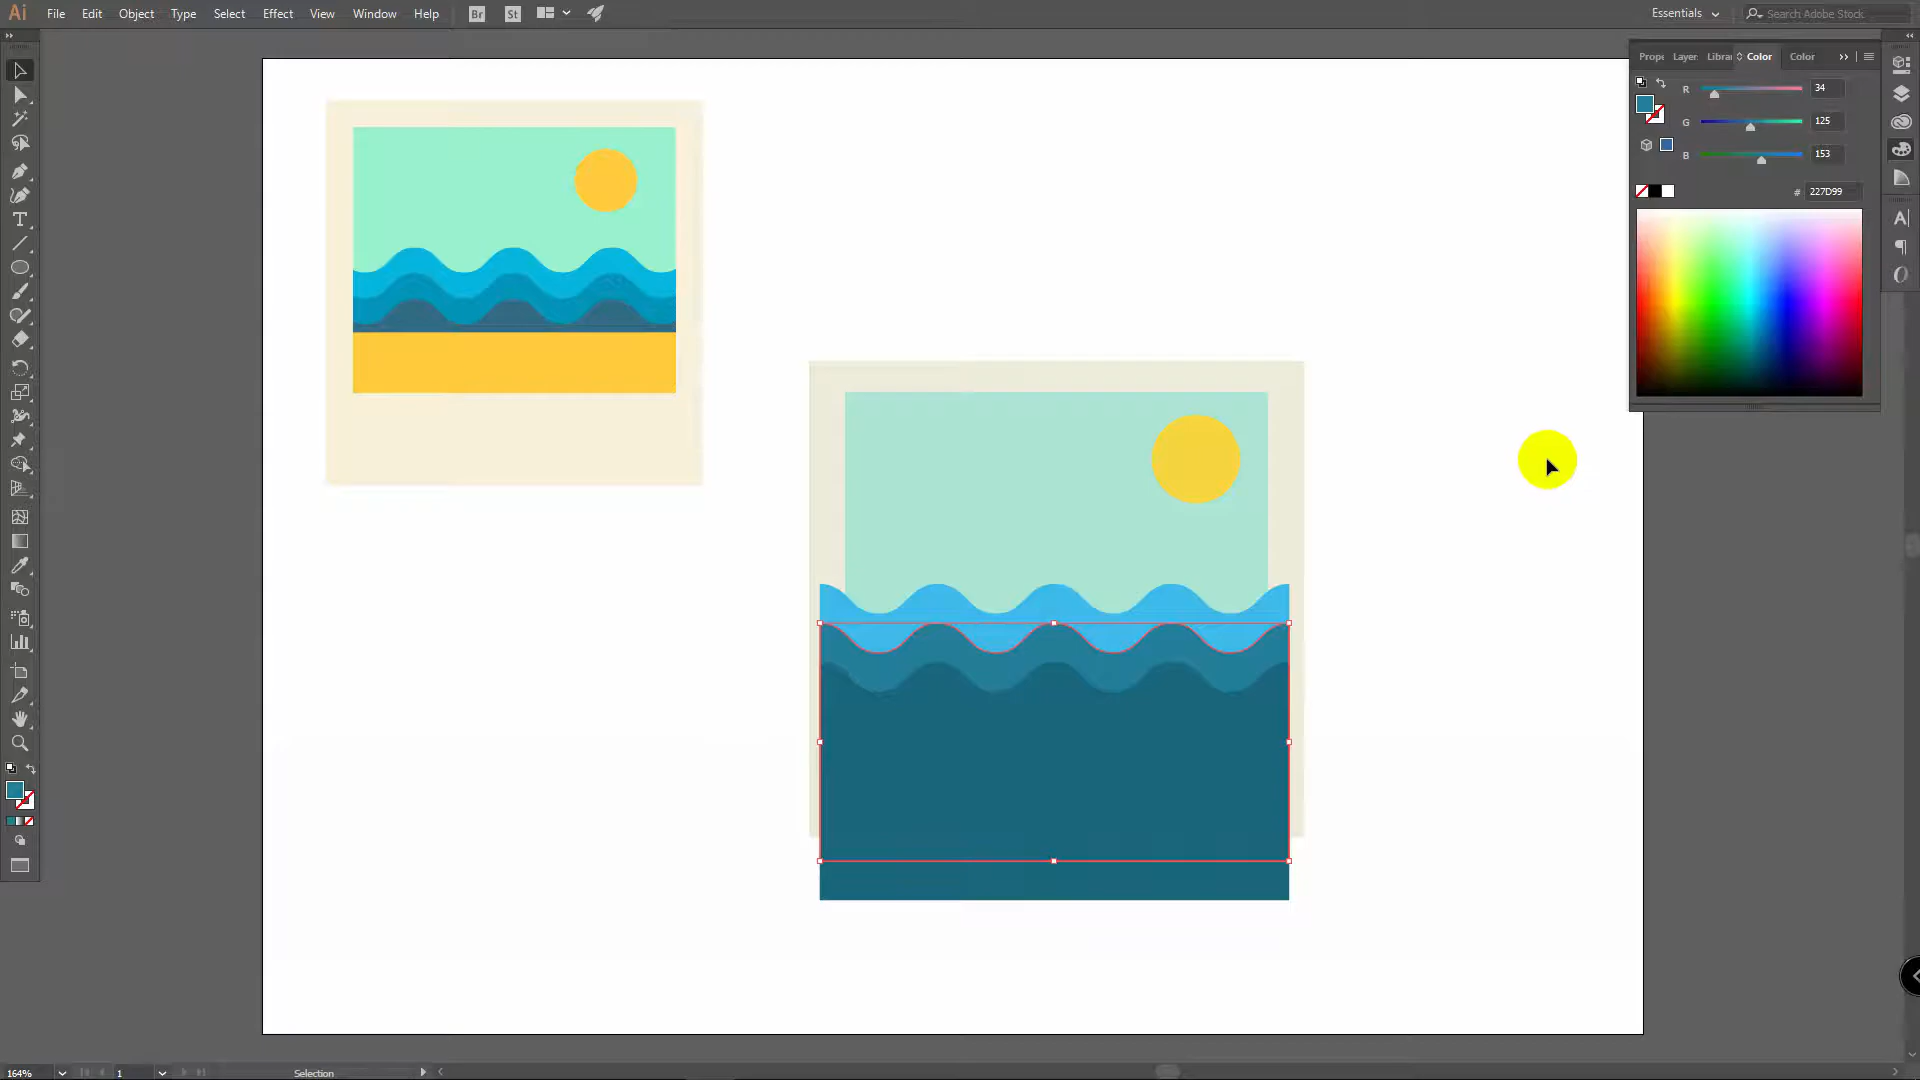 Ai File Edit Object Type Select Effect View Window Help Br St Essentials Search Adobe Stock
Prope Layer Librar Color Color
R 34
G 125
B 153
# 227D99
164% 1 Selection